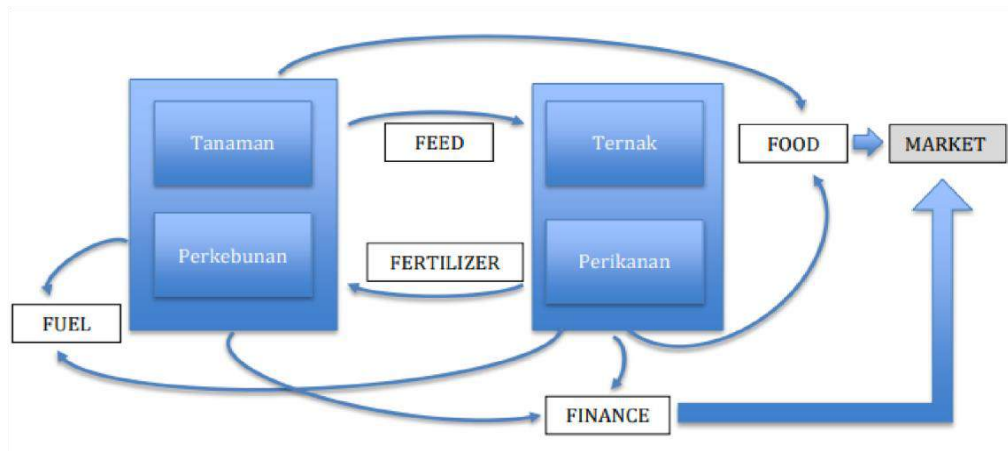 Tanaman
FEED
Ternak
FOOD
MARKET
Perkebunan
FERTILIZER
Perikanan
FUEL
FINANCE